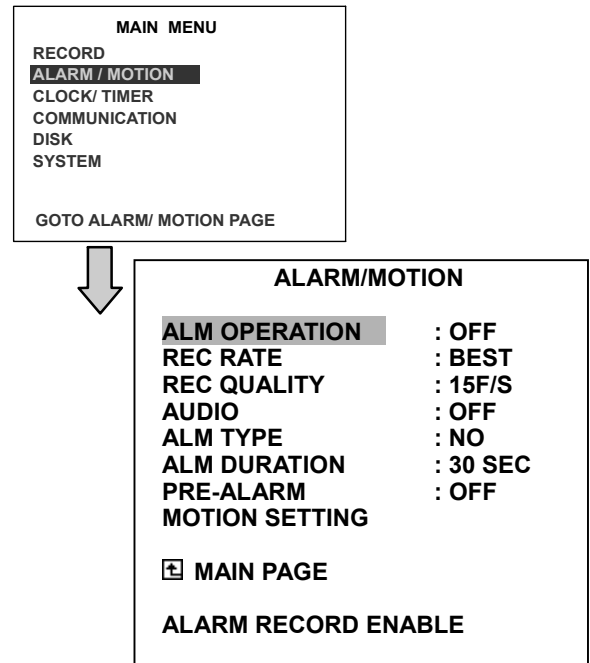 MAIN MENU
RECORD
ALARM / MOTION
CLOCK/ TIMER
COMMUNICATION
DISK
SYSTEM
GOTO ALARM/ MOTION PAGE
ALARM/MOTION
ALM OPERATION : OFF
REC RATE : BEST
REC QUALITY : 15F/S
AUDIO : OFF
ALM TYPE : NO
ALM DURATION : 30 SEC
PRE-ALARM : OFF
MOTION SETTING
MAIN PAGE
ALARM RECORD ENABLE